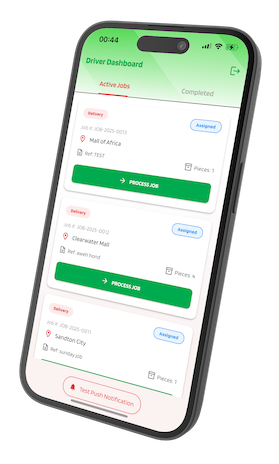 00:44
Driver Dashboard
Active Jobs
Completed
Delivery
Assigned
Job #: JOB-2025-0013
Mall of Africa
Ref: TEST
Pieces: 1
PROCESS JOB
Delivery
Assigned
Job #: JOB-2025-0012
Clearwater Mall
Ref: awen horid
Pieces: 4
PROCESS JOB
Delivery
Assigned
Job #: JOB-2025-0011
Sandton City
Ref: sunday job
Pieces: 1
Test Push Notification